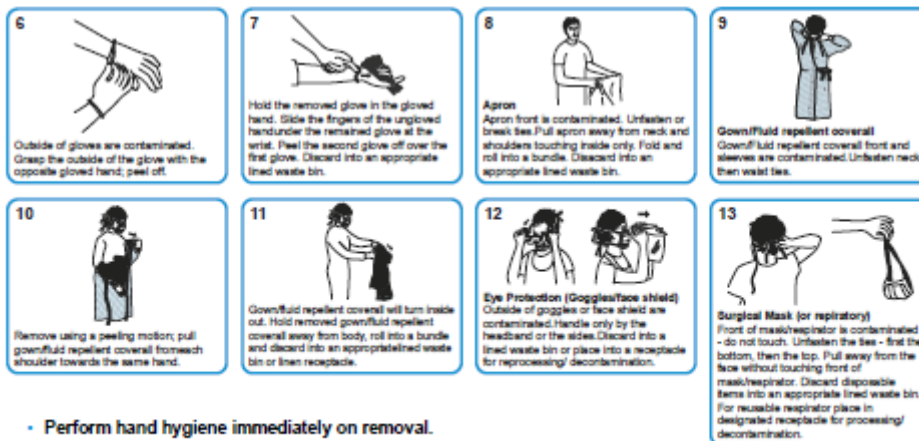 6
Outside of gloves are contaminated.
Grasp the outside of the glove with the
opposite gloved hand; peel off.
7
Hold the removed glove in the gloved
hand. Slide the fingers of the ungloved
handunder the remained glove at the
wrist. Peel the second glove off over the
first glove. Discard into an appropriate
lined waste bin.
8
Apron
Apron front is contaminated. Unfasten or
break ties.Pull apron away from neck and
shoulders touching inside only. Fold and
roll into a bundle. Disacard into an
appropriate lined waste bin.
9
Gown/Fluid repellent coverall
Gown/Fluid repellent coverall front and
sleeves are contaminated.Unfasten neck,
then waist ties.
10
Remove using a peeling motion; pull
gown/fluid repellent coverall fromeach
shoulder towards the same hand.
11
Gown/fluid repellent coverall will turn inside
out. Hold removed gown/fluid repellent
coverall away from body, roll into a bundle
and discard into an appropriatelined waste
bin or linen receptacle.
12
Eye Protection (Goggles/face shield)
Outside of goggles or face shield are
contaminated.Handle only by the
headband or the sides.Discard into a
lined waste bin or place into a receptacle
for reprocessing/ decontamination.
13
Surgical Mask (or repiratory)
Front of mask/respirator is contaminated
- do not touch. Unfasten the ties - first the
bottom, then the top. Pull away from the
face without touching front of
mask/respirator. Discard disposable
items into an appropriate lined waste bin.
For reusable respirator place in
designated receptacle for processing/
decontamination.
• Perform hand hygiene immediately on removal.